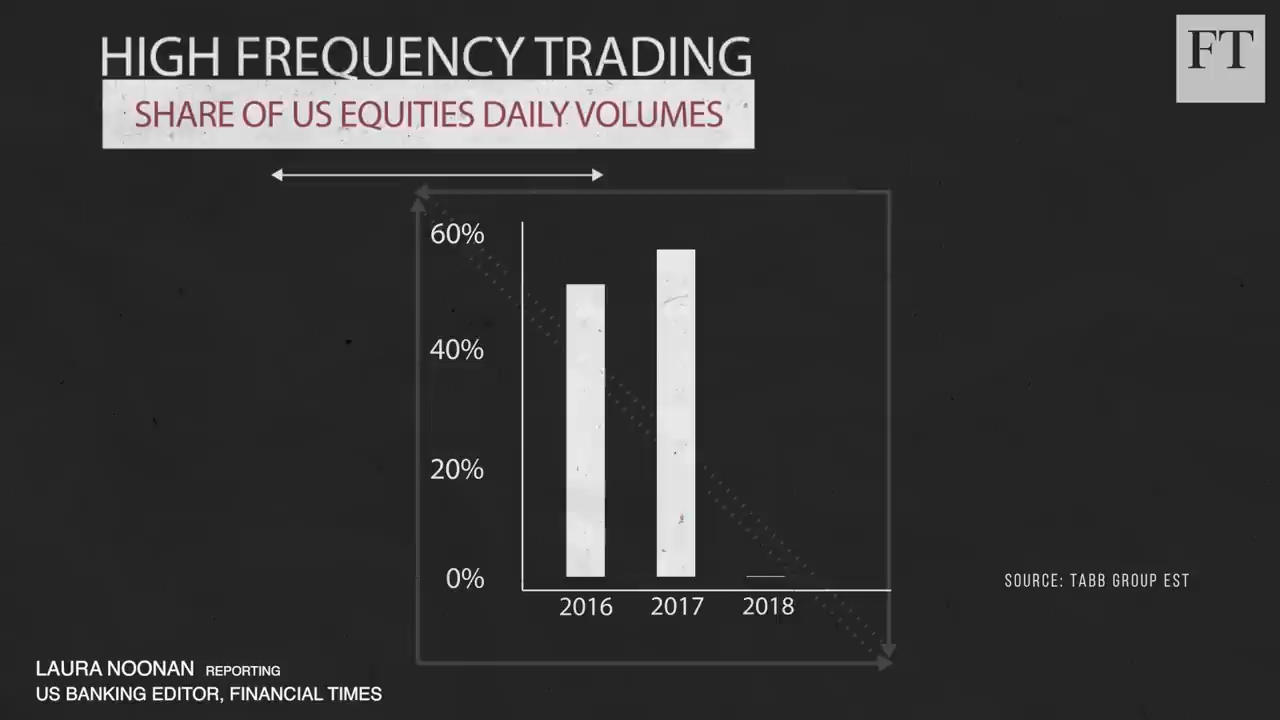 HIGH FREQUENCY TRADING
SHARE OF US EQUITIES DAILY VOLUMES
FT
60%
40%
20%
0%
2016 2017 2018
SOURCE: TABB GROUP EST
LAURA NOONAN REPORTING
US BANKING EDITOR, FINANCIAL TIMES